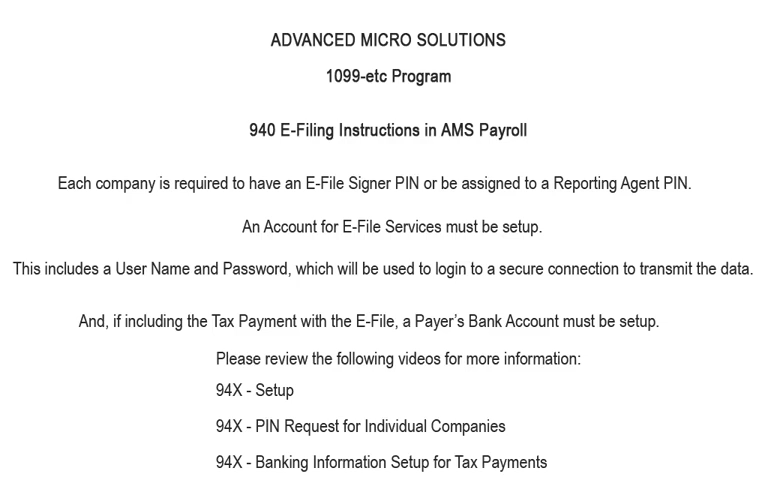 ADVANCED MICRO SOLUTIONS
1099-etc Program
940 E-Filing Instructions in AMS Payroll
Each company is required to have an E-File Signer PIN or be assigned to a Reporting Agent PIN.
An Account for E-File Services must be setup.
This includes a User Name and Password, which will be used to login to a secure connection to transmit the data.
And, if including the Tax Payment with the E-File, a Payer’s Bank Account must be setup.
Please review the following videos for more information:
94X - Setup
94X - PIN Request for Individual Companies
94X - Banking Information Setup for Tax Payments